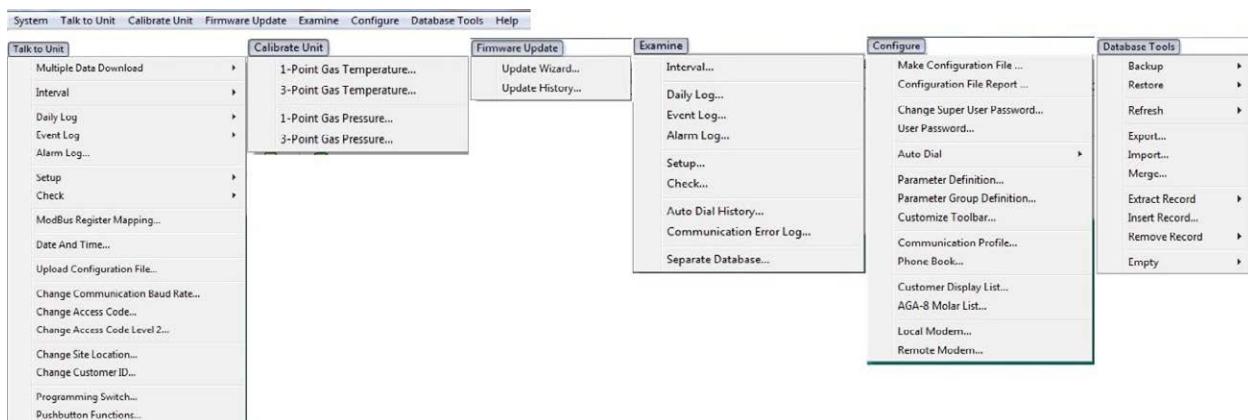 System Talk to Unit Calibrate Unit Firmware Update Examine Configure Database Tools Help
Talk to Unit
Multiple Data Download
Interval
Daily Log
Event Log
Alarm Log...
Setup
Check
ModBus Register Mapping...
Date And Time...
Upload Configuration File...
Change Communication Baud Rate...
Change Access Code...
Change Access Code Level 2...
Change Site Location...
Change Customer ID...
Programming Switch...
Pushbutton Functions...
Calibrate Unit
1-Point Gas Temperature...
3-Point Gas Temperature...
1-Point Gas Pressure...
3-Point Gas Pressure...
Firmware Update
Update Wizard...
Update History...
Examine
Interval...
Daily Log...
Event Log...
Alarm Log...
Setup...
Check...
Auto Dial History...
Communication Error Log...
Separate Database...
Configure
Make Configuration File ...
Configuration File Report ...
Change Super User Password...
User Password...
Auto Dial
Parameter Definition...
Parameter Group Definition...
Customize Toolbar...
Communication Profile...
Phone Book...
Customer Display List...
AGA-8 Molar List...
Local Modem...
Remote Modem...
Database Tools
Backup
Restore
Refresh
Export...
Import...
Merge...
Extract Record
Insert Record...
Remove Record
Empty